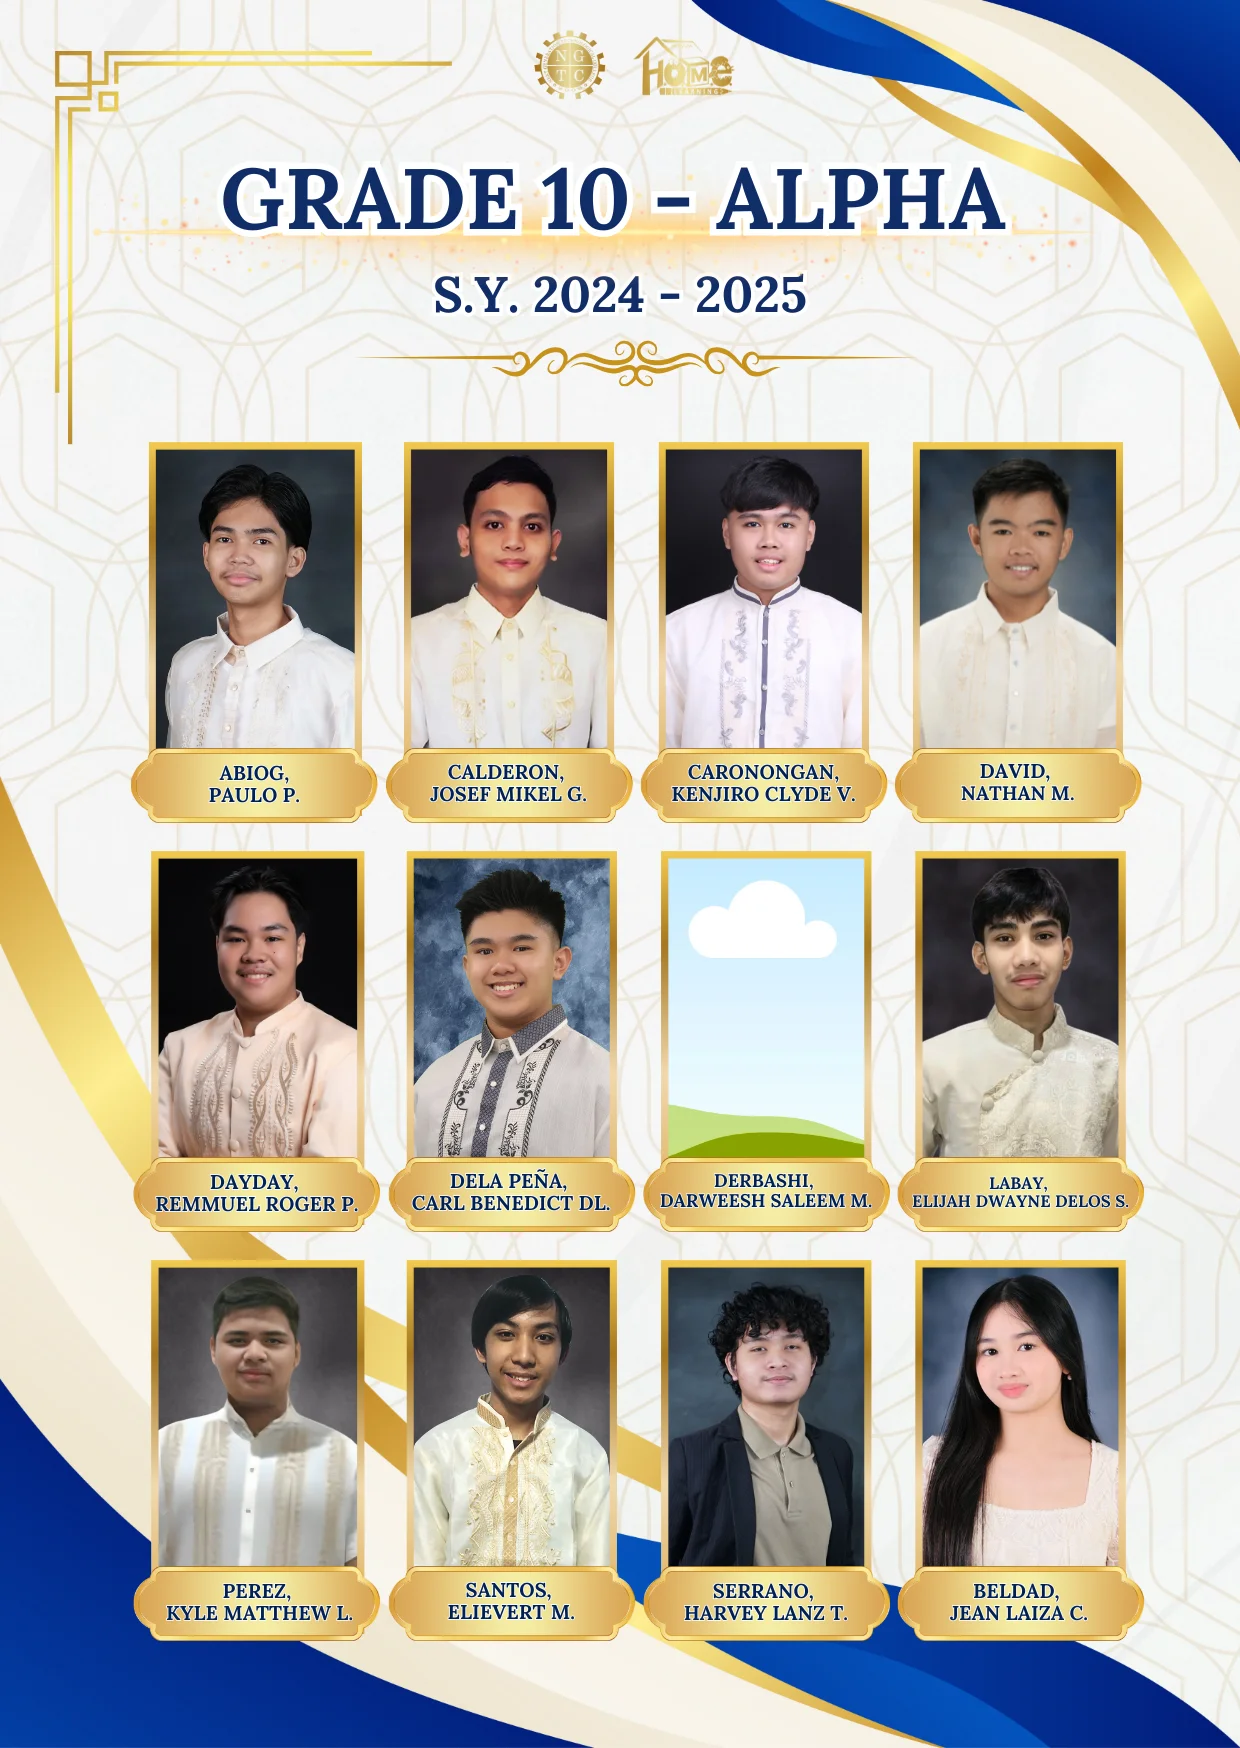 N G
T C
HOME
GRADE 10 - ALPHA
S.Y. 2024 - 2025
ABIOG,
PAULO P.
CALDERON,
JOSEF MIKEL G.
CARONONGAN,
KENJIRO CLYDE V.
DAVID,
NATHAN M.
DAYDAY,
REMMUEL ROGER P.
DELA PEÑA,
CARL BENEDICT DL.
DERBASHI,
DARWEESH SALEEM M.
LABAY,
ELIJAH DWAYNE DELOS S.
PEREZ,
KYLE MATTHEW L.
SANTOS,
ELIEVERT M.
SERRANO,
HARVEY LANZ T.
BELDAD,
JEAN LAIZA C.